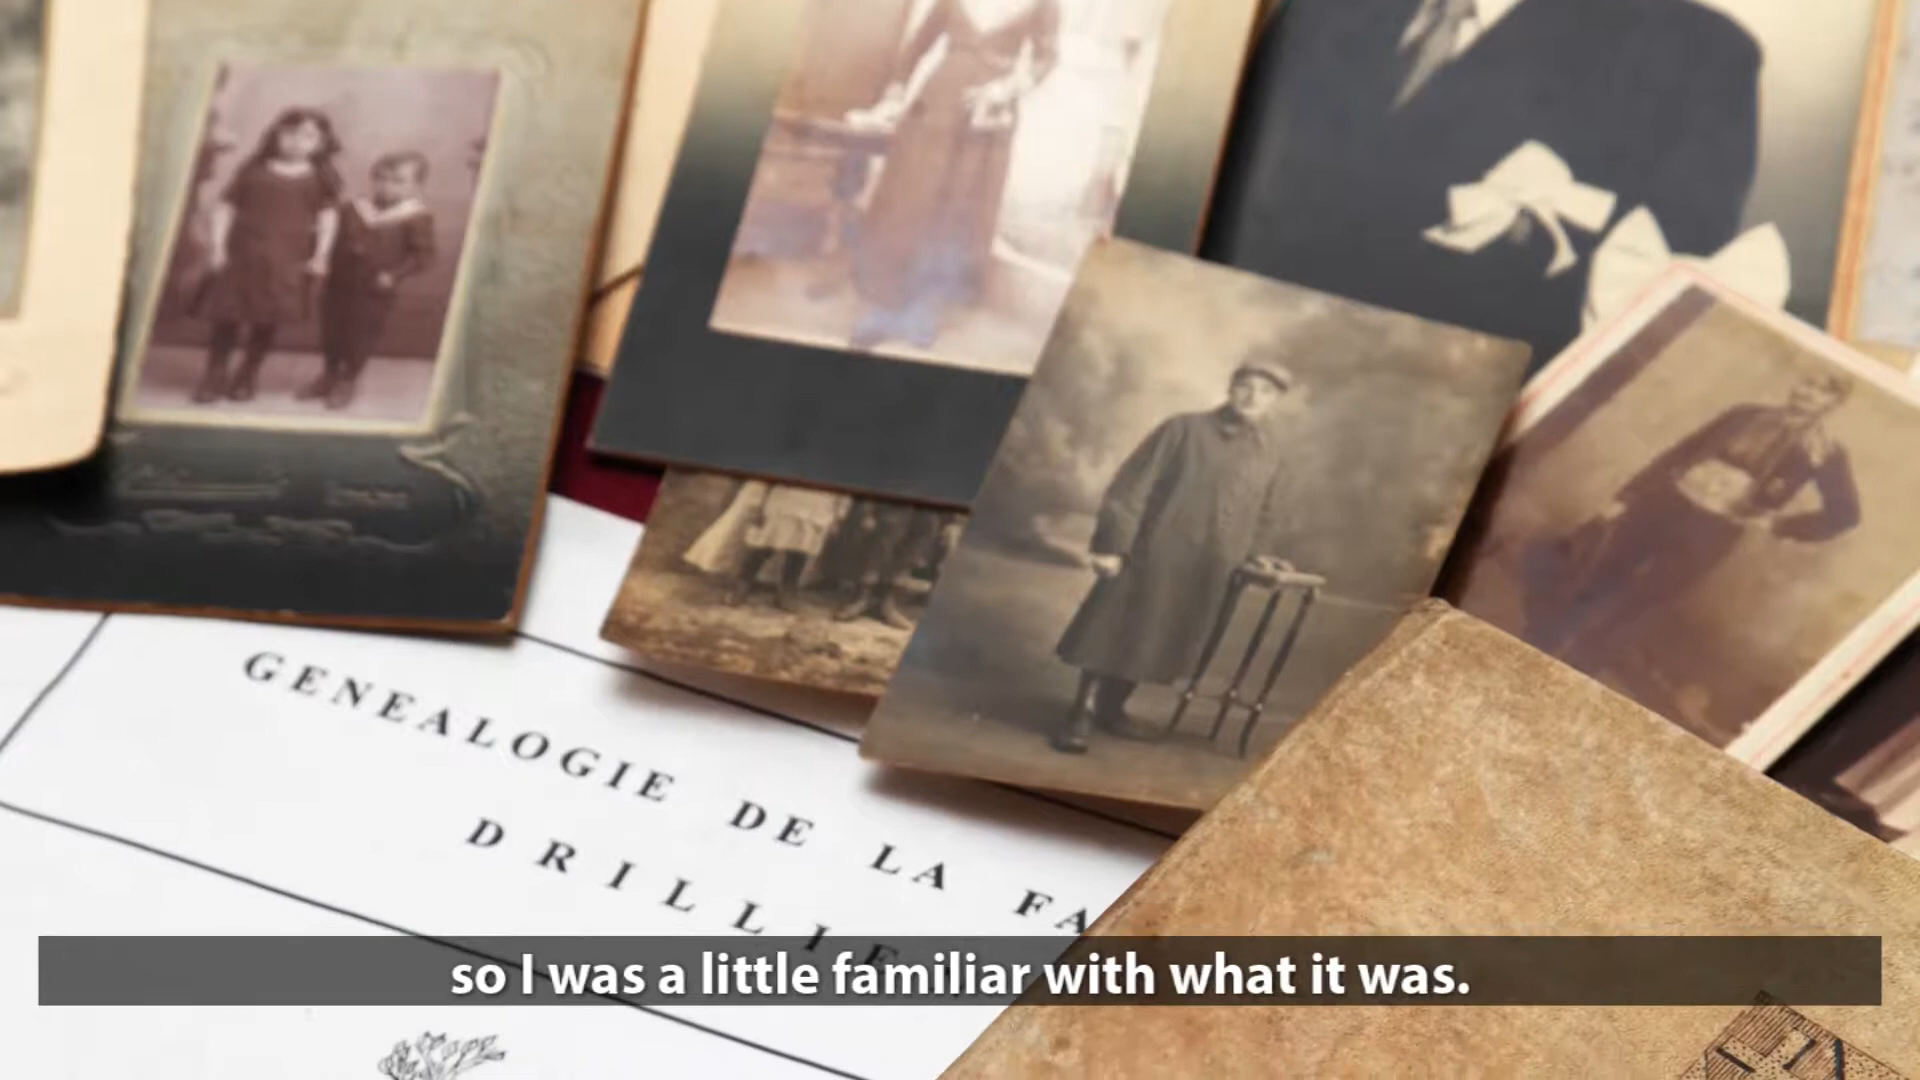 GENEALOGIE DE LA FA
DRILLIE
so I was a little familiar with what it was.